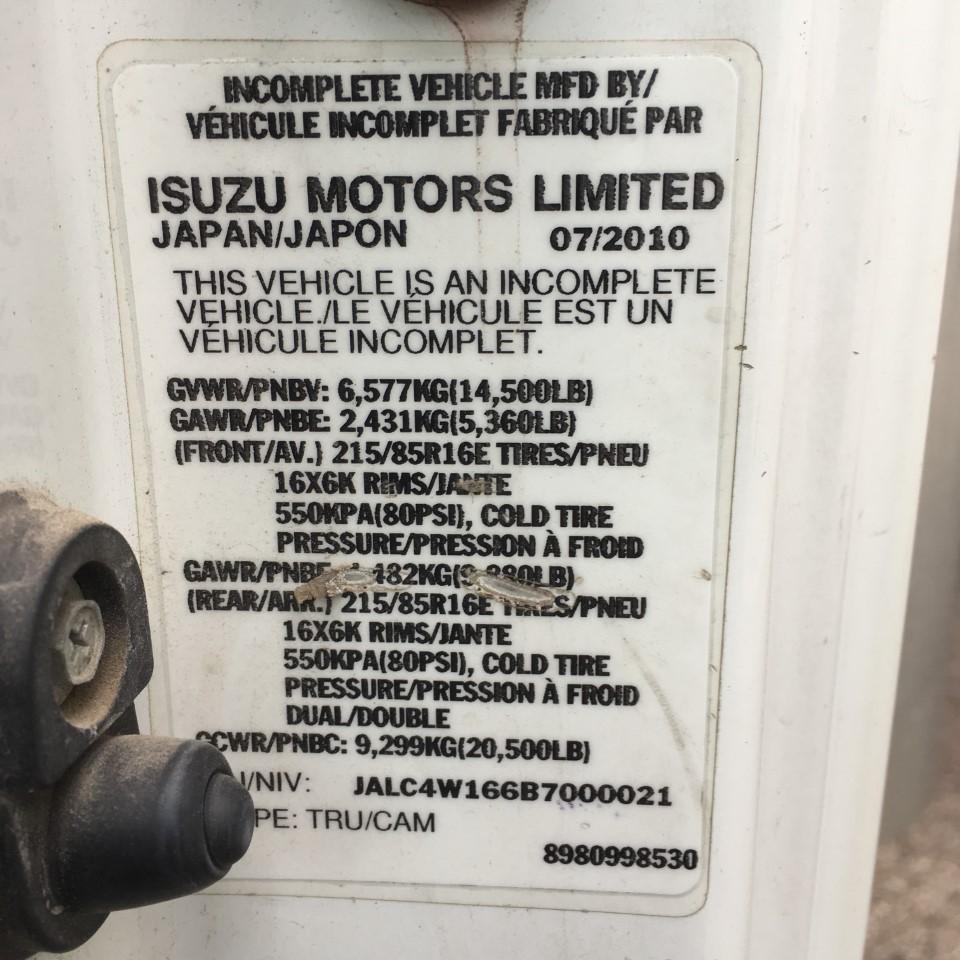 INCOMPLETE VEHICLE MFD BY/
VÉHICULE INCOMPLET FABRIQUÉ PAR
ISUZU MOTORS LIMITED
JAPAN/JAPON 07/2010
THIS VEHICLE IS AN INCOMPLETE
VEHICLE./LE VÉHICULE EST UN
VÉHICULE INCOMPLET.
GVWR/PNBV: 6,577KG(14,500LB)
GAWR/PNBE: 2,431KG(5,360LB)
(FRONT/AV.) 215/85R16E TIRES/PNEU
16X6K RIMS/JANTE
550KPA(80PSI), COLD TIRE
PRESSURE/PRESSION À FROID
GAWR/PNBE
(REAR/ARR.) 215/85R16E TIRES/PNEU
16X6K RIMS/JANTE
550KPA(80PSI), COLD TIRE
PRESSURE/PRESSION À FROID
DUAL/DOUBLE
GCWR/PNBC: 9,299KG(20,500LB)
/NIV: JALC4W166B7000021
PE: TRU/CAM
8980998530